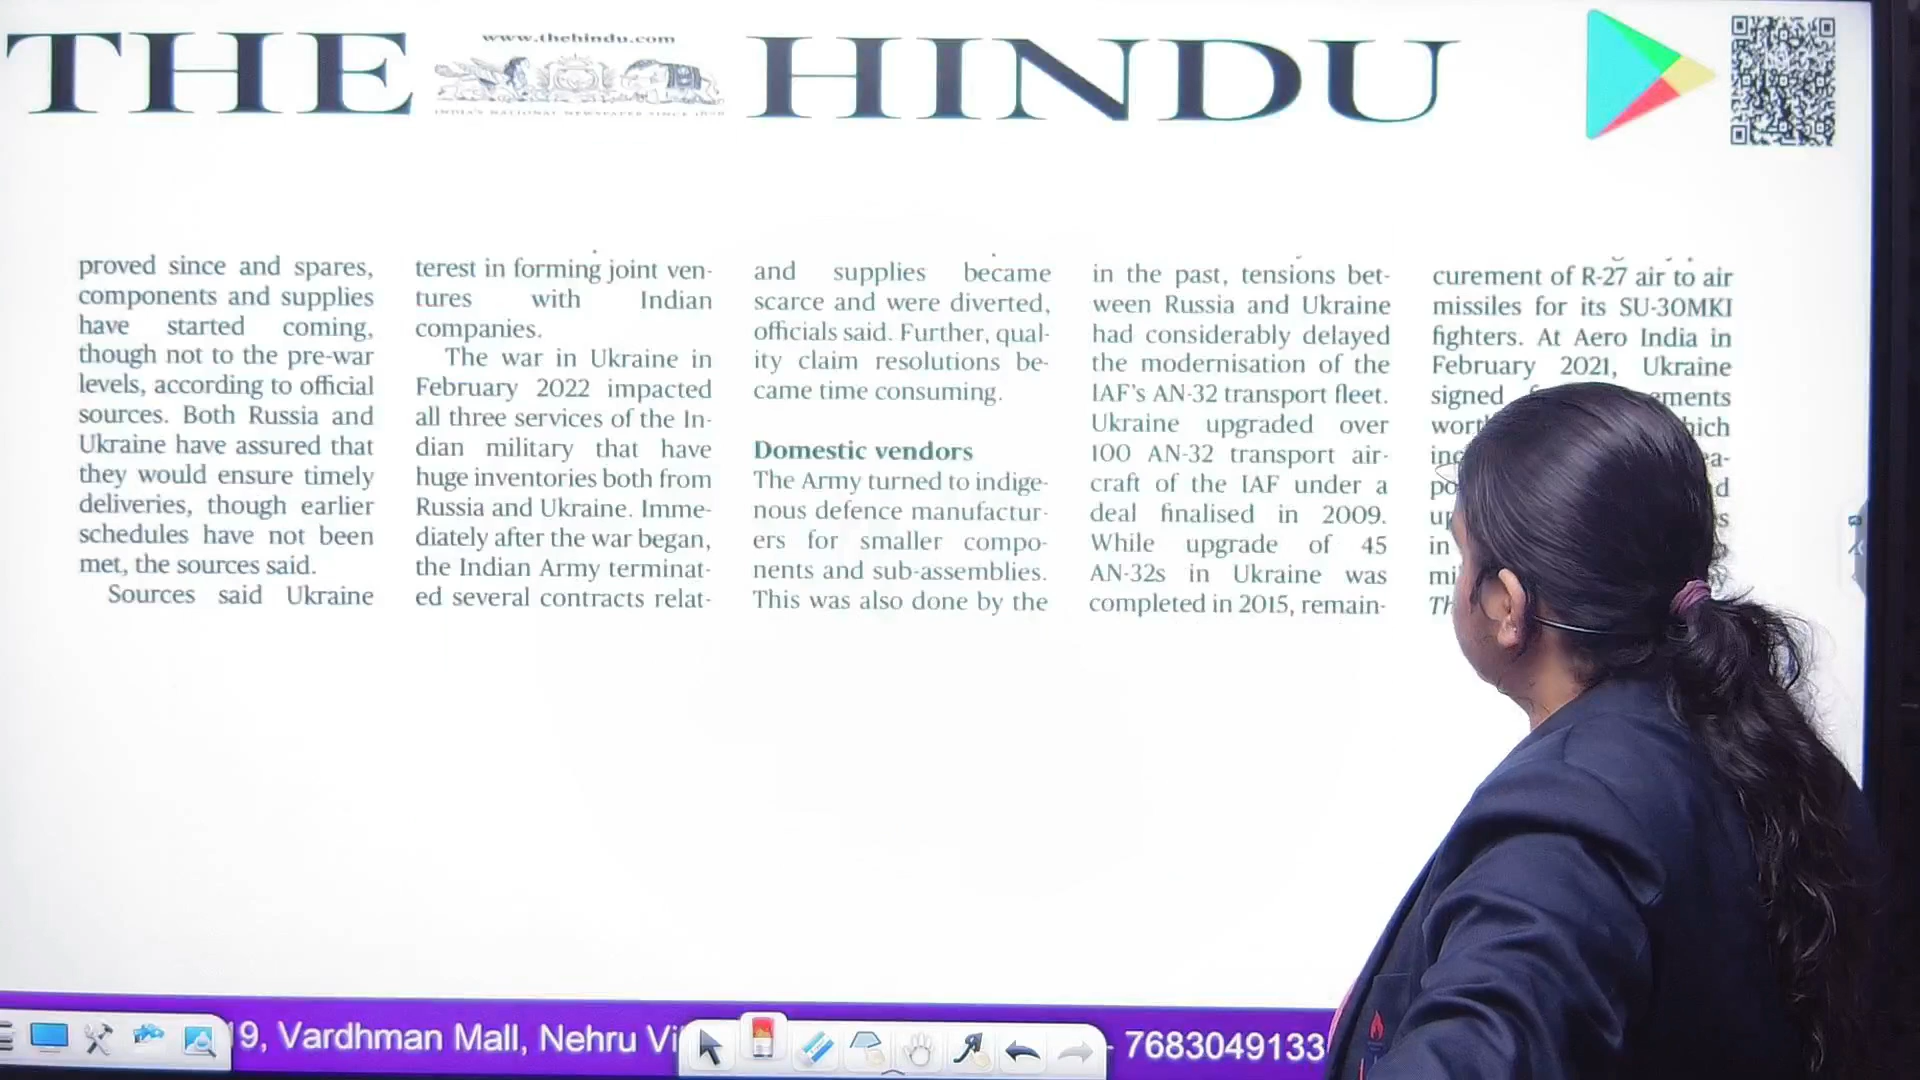 www.thehindu.com
THE HINDU
INDIA'S NATIONAL NEWSPAPER SINCE 1878
proved since and spares,
components and supplies
have started coming,
though not to the pre-war
levels, according to official
sources. Both Russia and
Ukraine have assured that
they would ensure timely
deliveries, though earlier
schedules have not been
met, the sources said.
Sources said Ukraine
terest in forming joint ven-
tures with Indian
companies.
The war in Ukraine in
February 2022 impacted
all three services of the In-
dian military that have
huge inventories both from
Russia and Ukraine. Imme-
diately after the war began,
the Indian Army terminat-
ed several contracts relat-
and supplies became
scarce and were diverted,
officials said. Further, qual-
ity claim resolutions be-
came time consuming.
Domestic vendors
The Army turned to indige-
nous defence manufactur-
ers for smaller compo-
nents and sub-assemblies.
This was also done by the
in the past, tensions bet-
ween Russia and Ukraine
had considerably delayed
the modernisation of the
IAF's AN-32 transport fleet.
Ukraine upgraded over
100 AN-32 transport air-
craft of the IAF under a
deal finalised in 2009.
While upgrade of 45
AN-32s in Ukraine was
completed in 2015, remain-
curement of R-27 air to air
missiles for its SU-30MKI
fighters. At Aero India in
February 2021, Ukraine
signed
in
19, Vardhman Mall, Nehru Vi
- 7683049133